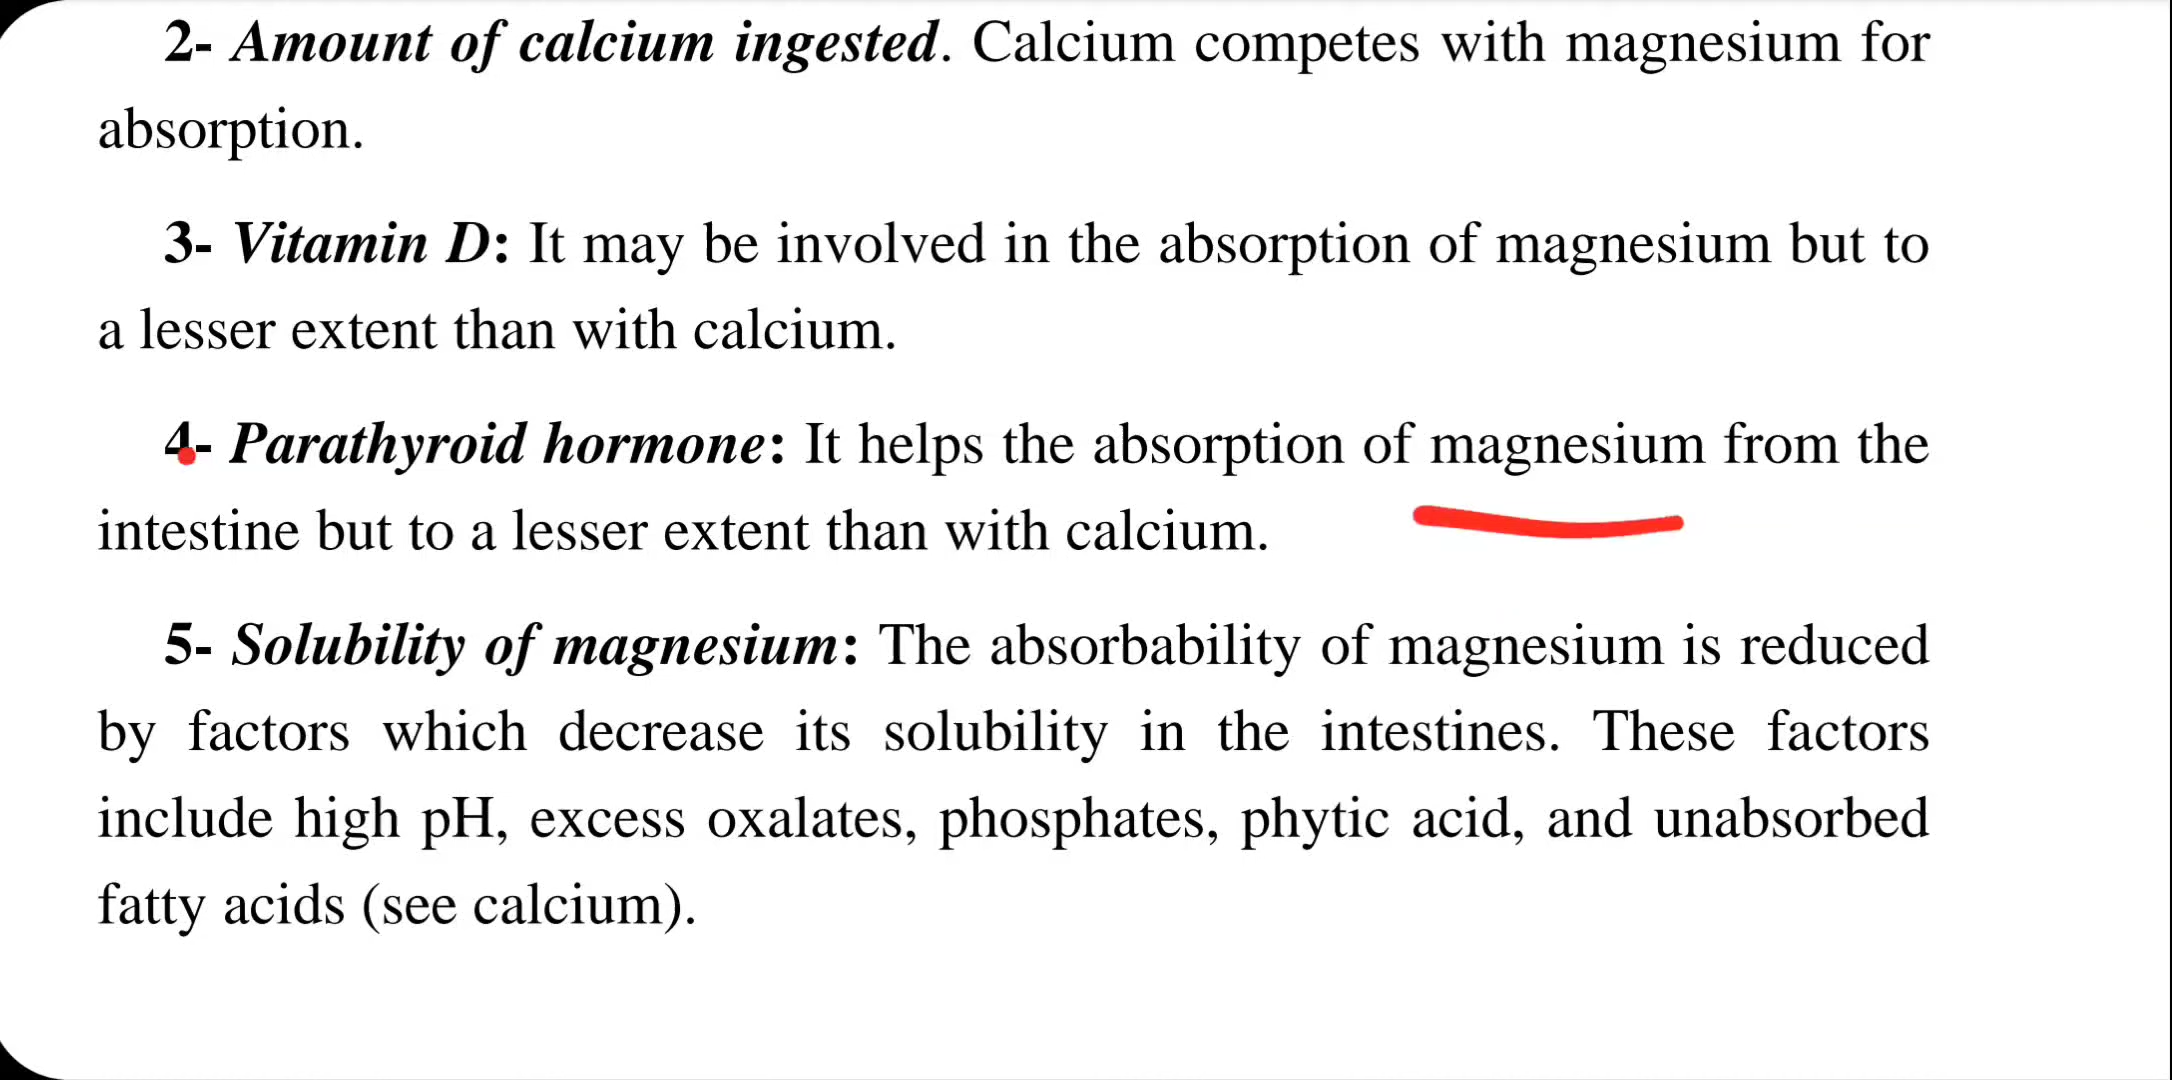 2- Amount of calcium ingested. Calcium competes with magnesium for
absorption.
3- Vitamin D: It may be involved in the absorption of magnesium but to
a lesser extent than with calcium.
4- Parathyroid hormone: It helps the absorption of magnesium from the
intestine but to a lesser extent than with calcium.
5- Solubility of magnesium: The absorbability of magnesium is reduced
by factors which decrease its solubility in the intestines. These factors
include high pH, excess oxalates, phosphates, phytic acid, and unabsorbed
fatty acids (see calcium).